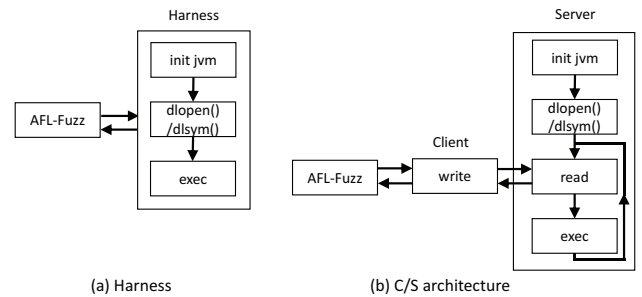 Harness
init jvm
dlopen()
/dlsym()
exec
AFL-Fuzz
(a) Harness
Server
init jvm
dlopen()
/dlsym()
read
exec
Client
write
AFL-Fuzz
(b) C/S architecture